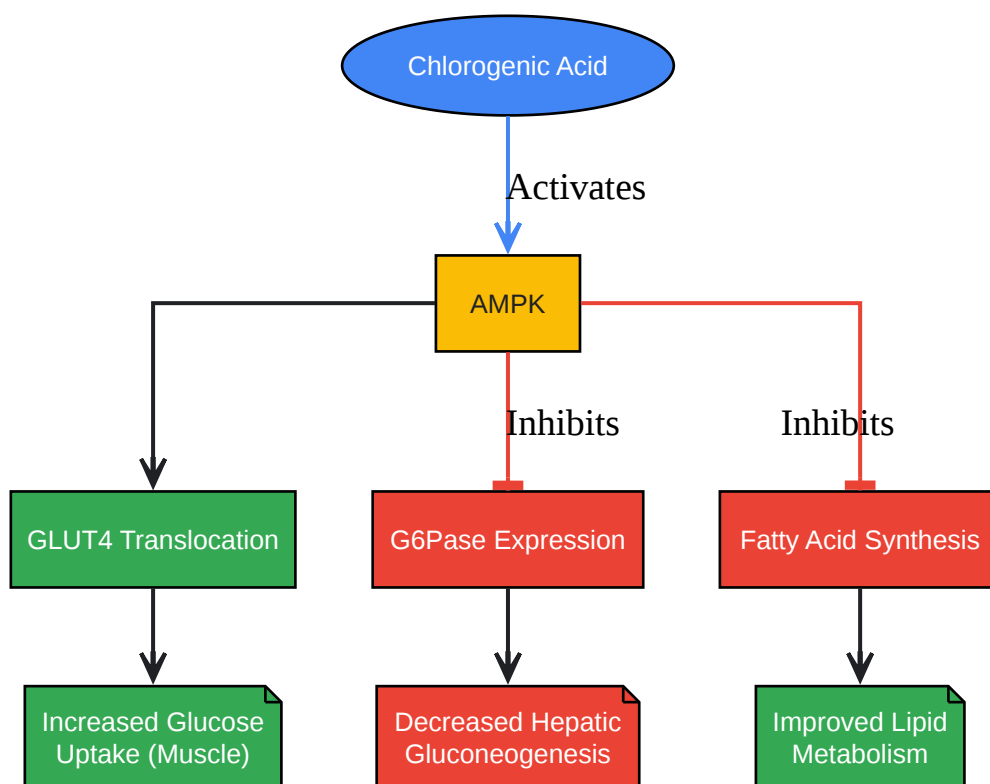 Chlorogenic Acid
Activates
AMPK
Inhibits
Inhibits
GLUT4 Translocation
G6Pase Expression
Fatty Acid Synthesis
Increased Glucose
Uptake (Muscle)
Decreased Hepatic
Gluconeogenesis
Improved Lipid
Metabolism